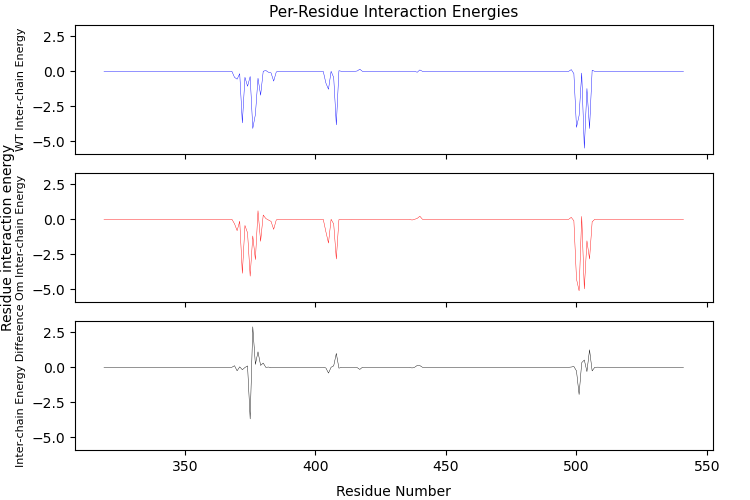 Per-Residue Interaction Energies
WT Inter-chain Energy
2.5
0.0
−2.5
−5.0
Residue interaction energy
Om Inter-chain Energy
2.5
0.0
−2.5
−5.0
Inter-chain Energy Difference
2.5
0.0
−2.5
−5.0
350
400
450
500
550
Residue Number